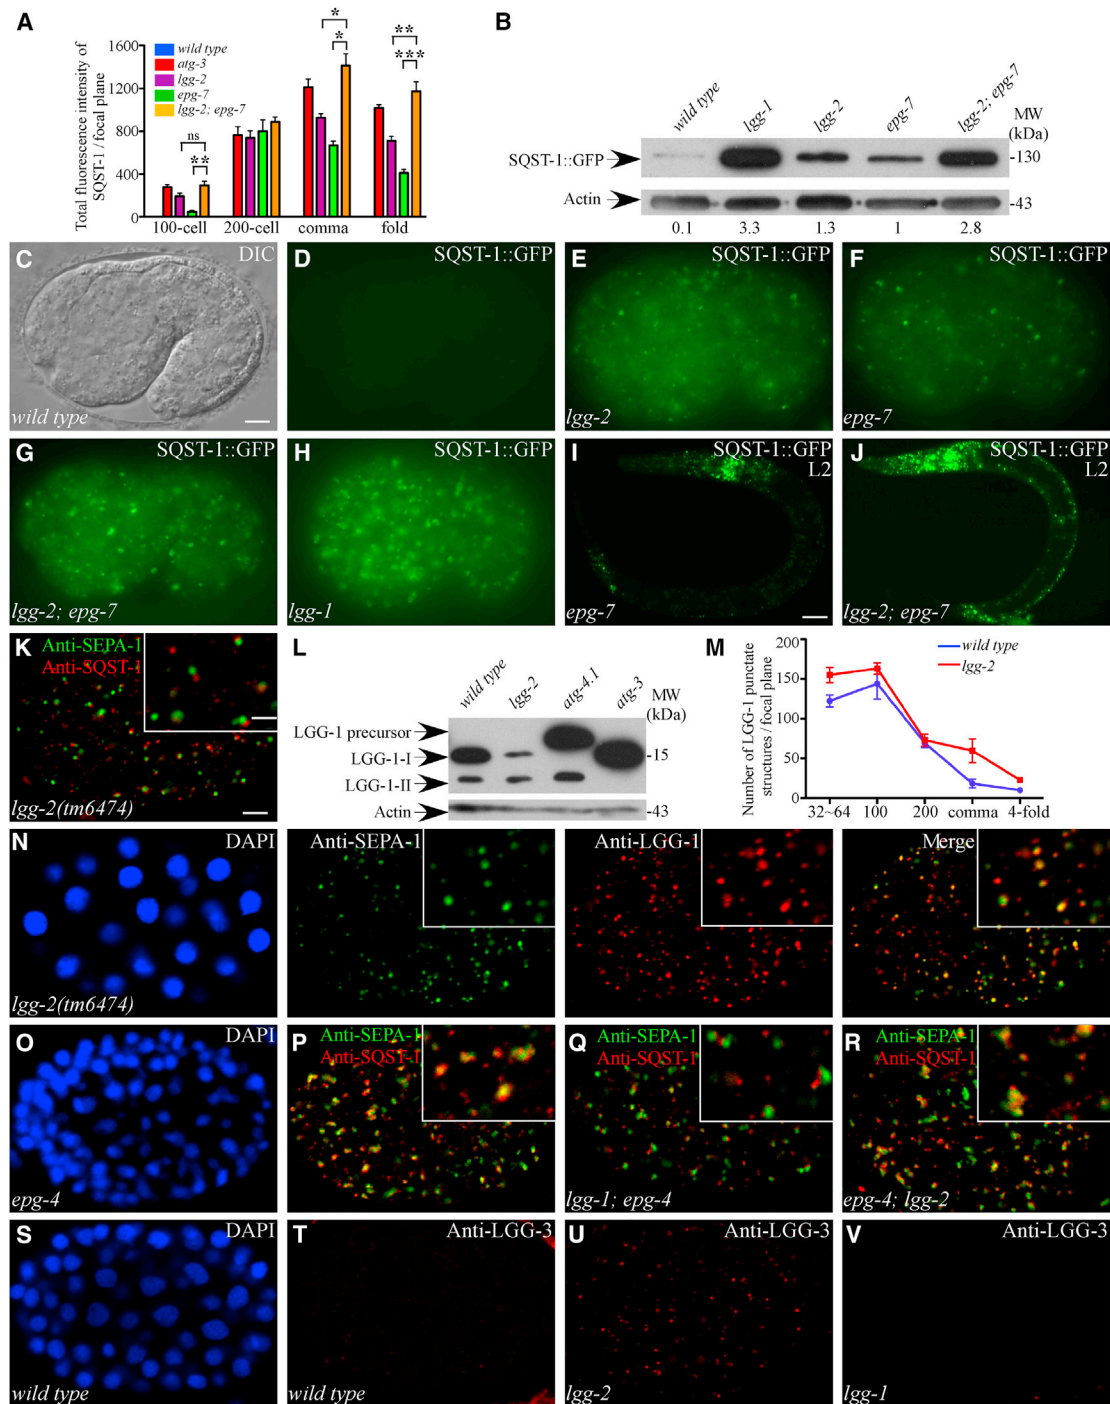 A
Total fluorescence intensity of
SQST-1 / focal plane
1600
1200
800
400
0
wild type
atg-3
lgg-2
epg-7
lgg-2; epg-7
ns
**
*
*
**
***
100-cell
200-cell
comma
fold
B
wild type
lgg-1
lgg-2
epg-7
lgg-2; epg-7
MW
(kDa)
SQST-1::GFP
-130
Actin
-43
0.1
3.3
1.3
1
2.8
C
DIC
wild type
D
SQST-1::GFP
E
SQST-1::GFP
lgg-2
F
SQST-1::GFP
epg-7
G
SQST-1::GFP
lgg-2; epg-7
H
SQST-1::GFP
lgg-1
I
SQST-1::GFP
L2
epg-7
J
SQST-1::GFP
L2
lgg-2; epg-7
K
Anti-SEPA-1
Anti-SQST-1
lgg-2(tm6474)
L
wild type
lgg-2
atg-4.1
atg-3
MW
(kDa)
LGG-1 precursor
LGG-1-I
-15
LGG-1-II
Actin
-43
M
Number of LGG-1 punctate
structures / focal plane
200
150
100
50
0
wild type
lgg-2
32~64
100
200
comma
4-fold
N
DAPI
lgg-2(tm6474)
Anti-SEPA-1
Anti-LGG-1
Merge
O
DAPI
epg-4
P
Anti-SEPA-1
Anti-SQST-1
Q
Anti-SEPA-1
Anti-SQST-1
lgg-1; epg-4
R
Anti-SEPA-1
Anti-SQST-1
epg-4; lgg-2
S
DAPI
wild type
T
Anti-LGG-3
wild type
U
Anti-LGG-3
lgg-2
V
Anti-LGG-3
lgg-1